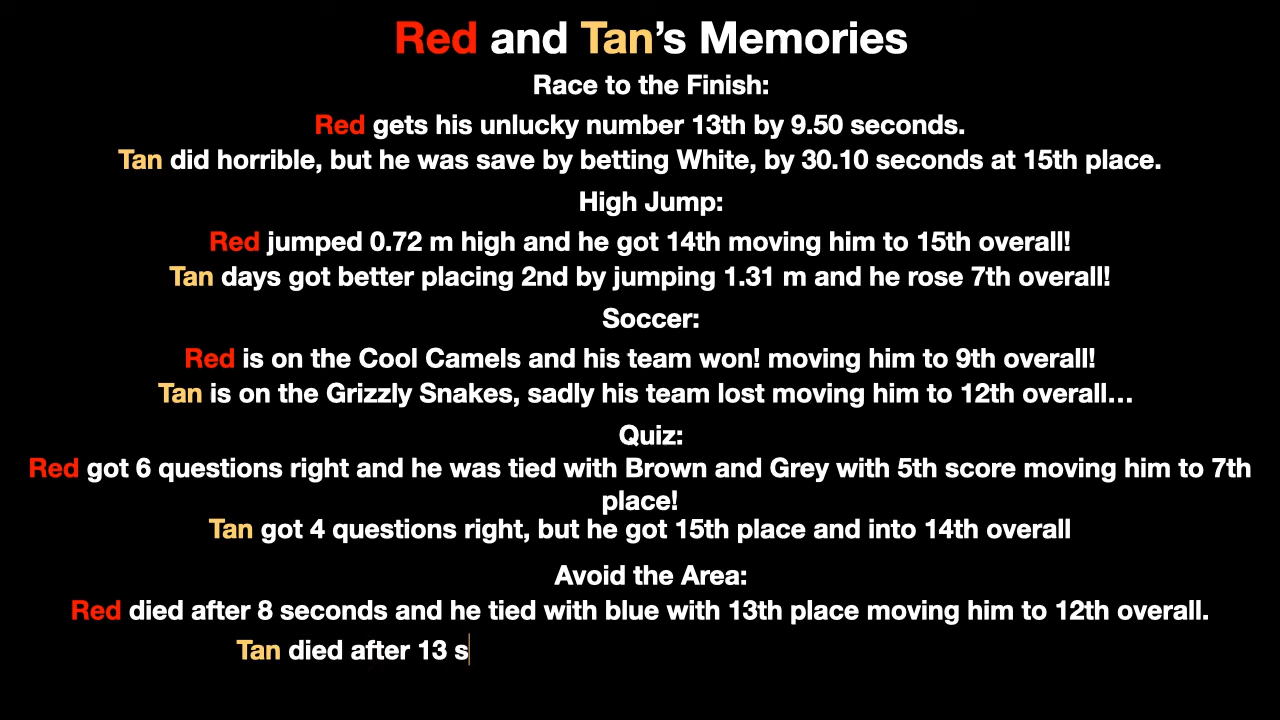 Red and Tan’s Memories
Race to the Finish:
Red gets his unlucky number 13th by 9.50 seconds.
Tan did horrible, but he was save by betting White, by 30.10 seconds at 15th place.
High Jump:
Red jumped 0.72 m high and he got 14th moving him to 15th overall!
Tan days got better placing 2nd by jumping 1.31 m and he rose 7th overall!
Soccer:
Red is on the Cool Camels and his team won! moving him to 9th overall!
Tan is on the Grizzly Snakes, sadly his team lost moving him to 12th overall…
Quiz:
Red got 6 questions right and he was tied with Brown and Grey with 5th score moving him to 7th
place!
Tan got 4 questions right, but he got 15th place and into 14th overall
Avoid the Area:
Red died after 8 seconds and he tied with blue with 13th place moving him to 12th overall.
Tan died after 13 s